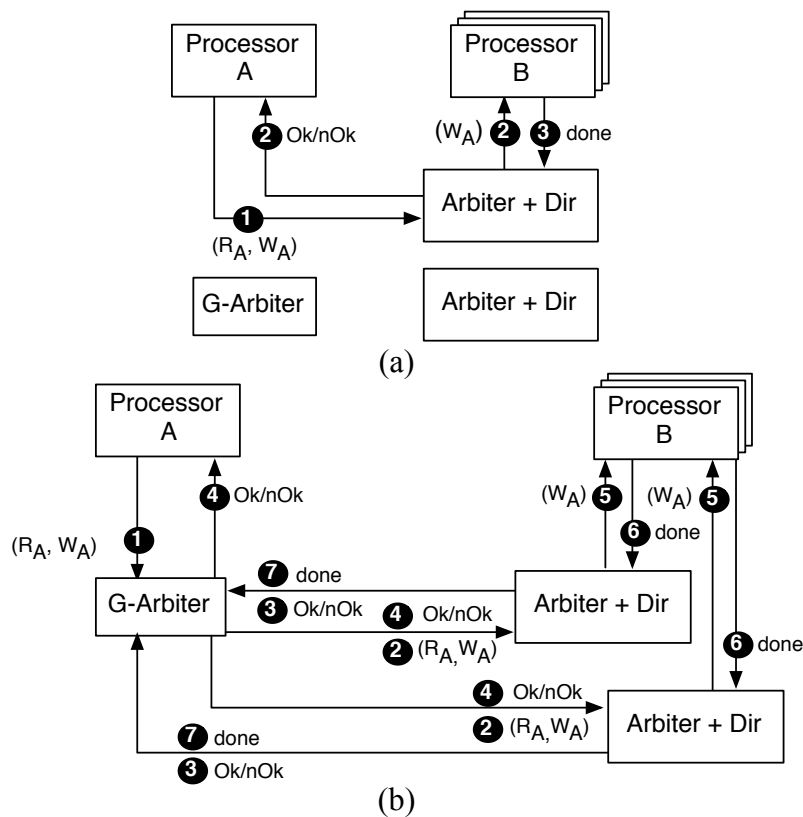 Processor
A
Processor
B
2 Ok/nOk
(WA) 2
3 done
Arbiter + Dir
1
(RA, WA)
G-Arbiter
Arbiter + Dir
(a)
Processor
A
Processor
B
4 Ok/nOk
(WA) 5
(WA) 5
1
(RA, WA)
6 done
7 done
G-Arbiter
3 Ok/nOk
4 Ok/nOk
Arbiter + Dir
2 (RA,WA)
6 done
4 Ok/nOk
Arbiter + Dir
2 (RA,WA)
7 done
3 Ok/nOk
(b)